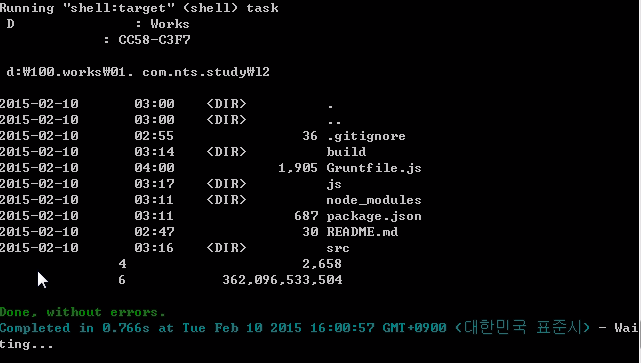 Running "shell:target" (shell) task
D : Works
: CC58-C3F7
d:₩100.works₩01. com.nts.study₩l2
2015-02-10 03:00 <DIR> .
2015-02-10 03:00 <DIR> ..
2015-02-10 02:55 36 .gitignore
2015-02-10 03:14 <DIR> build
2015-02-10 04:00 1,905 Gruntfile.js
2015-02-10 03:17 <DIR> js
2015-02-10 03:11 <DIR> node_modules
2015-02-10 03:11 687 package.json
2015-02-10 02:47 30 README.md
2015-02-10 03:16 <DIR> src
4 2,658
6 362,096,533,504
Done, without errors.
Completed in 0.766s at Tue Feb 10 2015 16:00:57 GMT+0900 (대한민국 표준시) - Wai
ting...